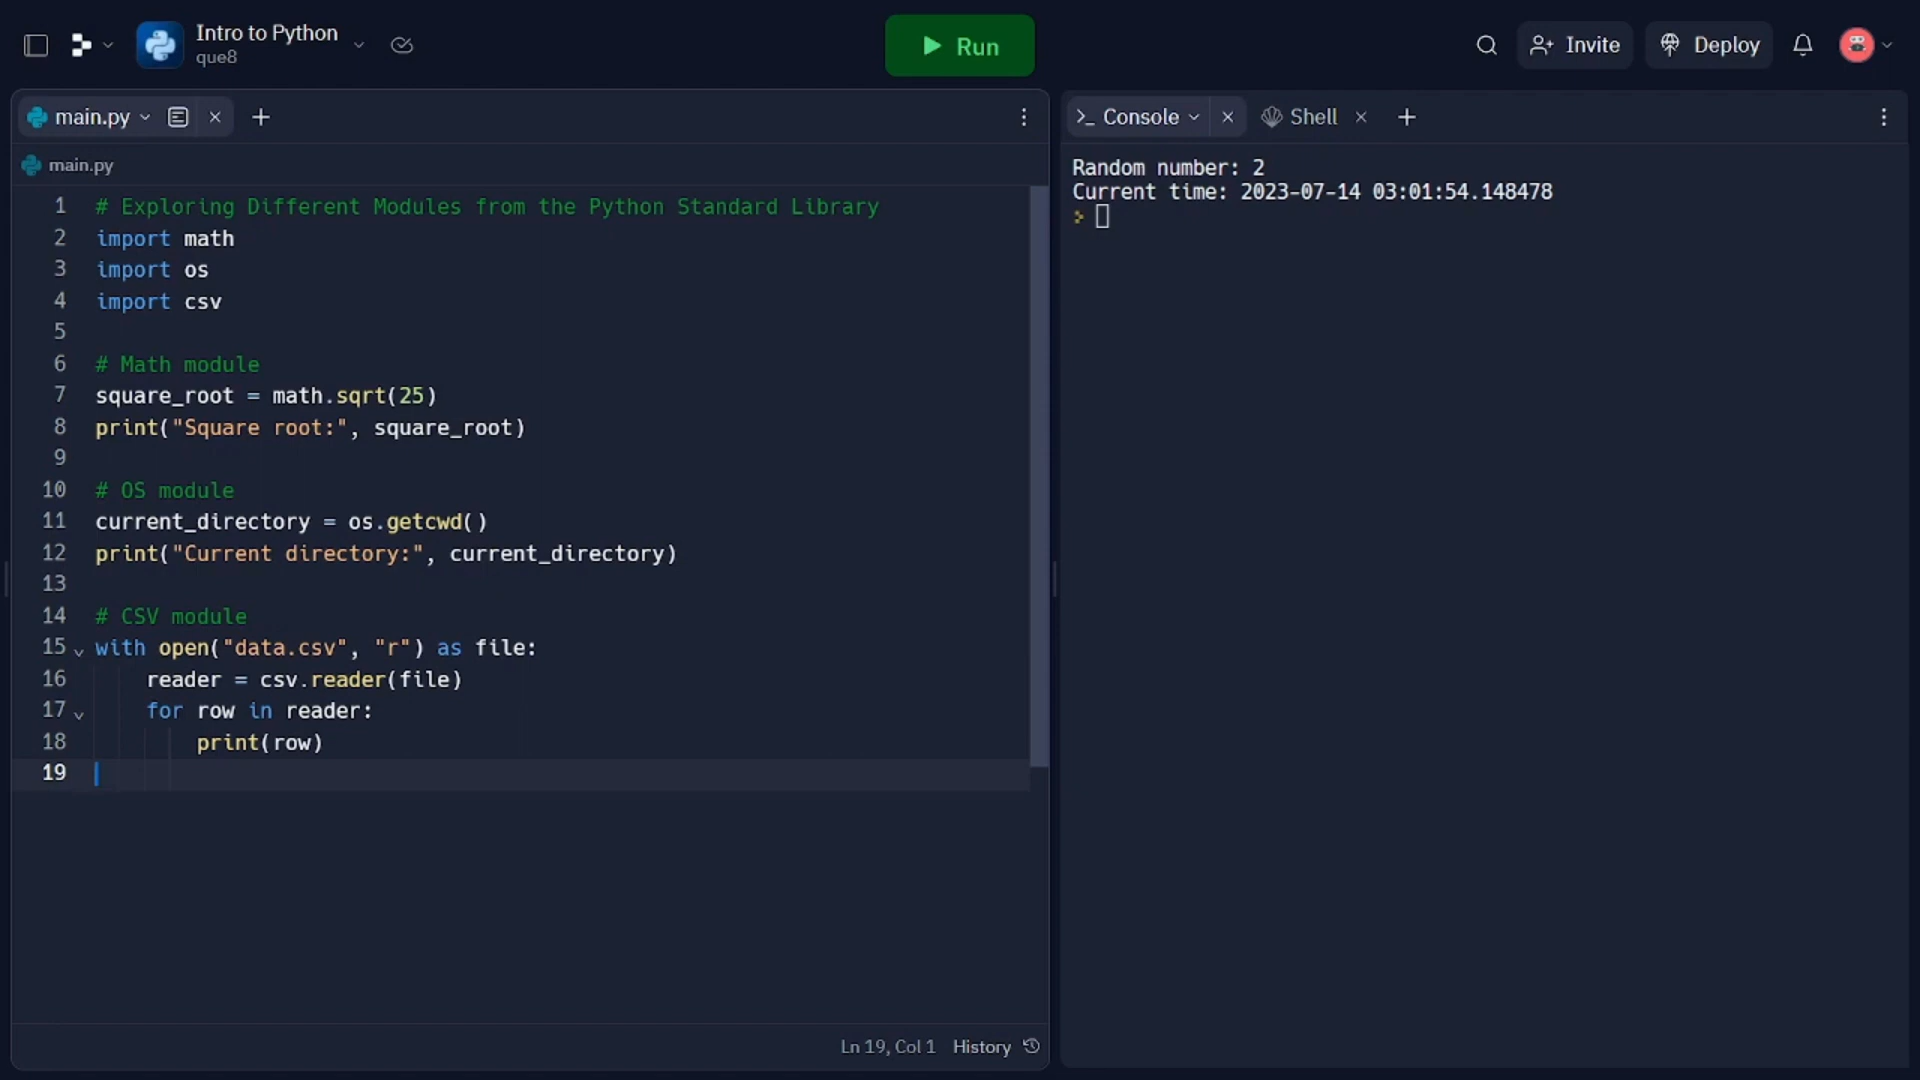 Intro to Python
que8
Run
Invite
Deploy
main.py
Console
Shell
main.py
1 # Exploring Different Modules from the Python Standard Library
2 import math
3 import os
4 import csv
5
6 # Math module
7 square_root = math.sqrt(25)
8 print("Square root:", square_root)
9
10 # OS module
11 current_directory = os.getcwd()
12 print("Current directory:", current_directory)
13
14 # CSV module
15 with open("data.csv", "r") as file:
16     reader = csv.reader(file)
17     for row in reader:
18         print(row)
19
Random number: 2
Current time: 2023-07-14 03:01:54.148478
Ln 19, Col 1 History